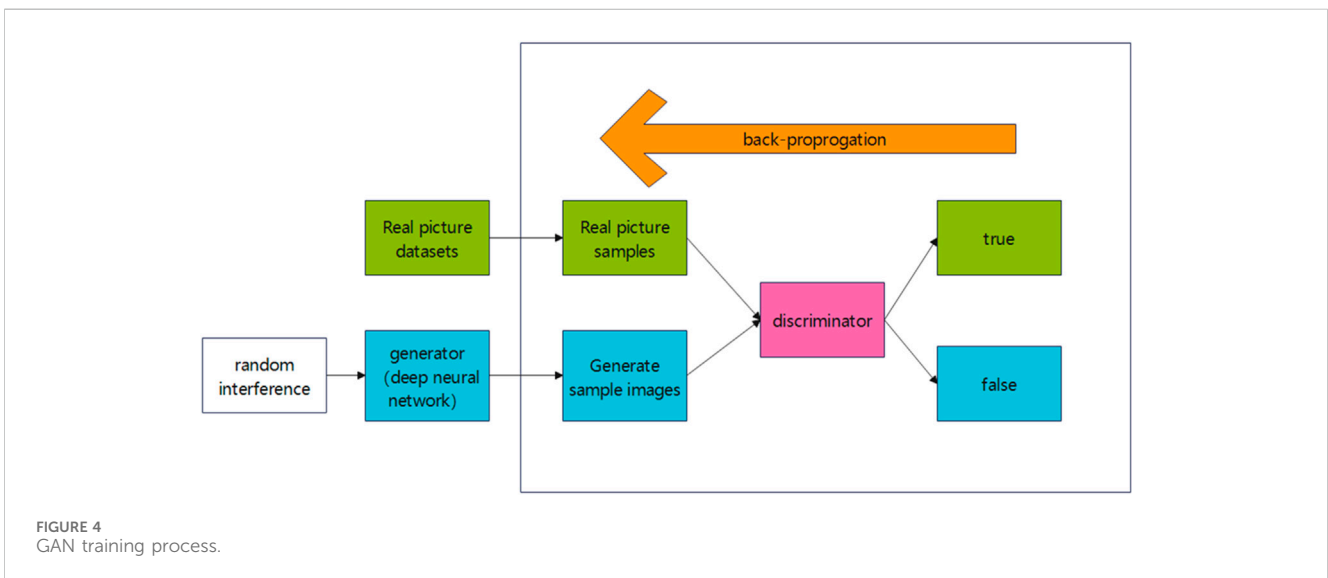 back-proprogation
Real picture
datasets
Real picture
samples
true
discriminator
random
interference
generator
(deep neural
network)
Generate
sample images
false
FIGURE 4
GAN training process.